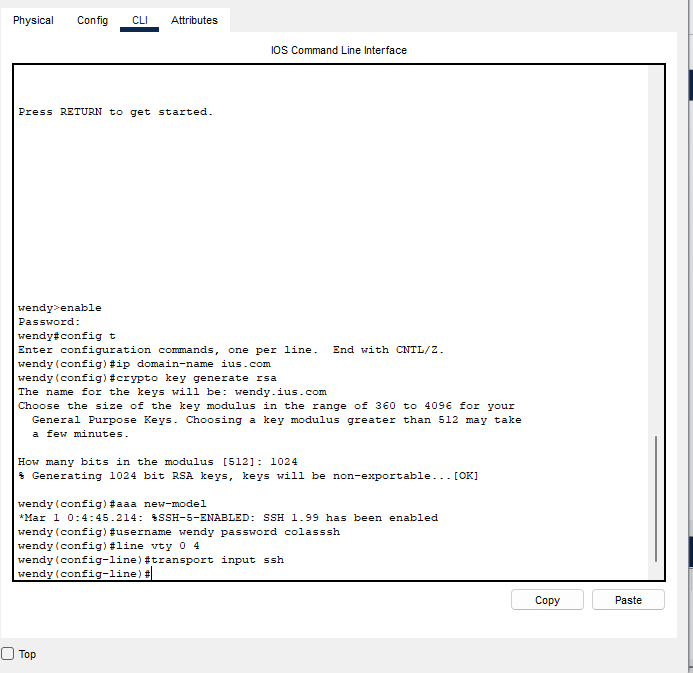 Physical Config CLI Attributes
IOS Command Line Interface
Press RETURN to get started.
wendy>enable
Password:
wendy#config t
Enter configuration commands, one per line.  End with CNTL/Z.
wendy(config)#ip domain-name ius.com
wendy(config)#crypto key generate rsa
The name for the keys will be: wendy.ius.com
Choose the size of the key modulus in the range of 360 to 4096 for your
  General Purpose Keys. Choosing a key modulus greater than 512 may take
  a few minutes.
How many bits in the modulus [512]: 1024
% Generating 1024 bit RSA keys, keys will be non-exportable...[OK]
wendy(config)#aaa new-model
*Mar 1 0:4:45.214: %SSH-5-ENABLED: SSH 1.99 has been enabled
wendy(config)#username wendy password colasssh
wendy(config)#line vty 0 4
wendy(config-line)#transport input ssh
wendy(config-line)#
Copy Paste
Top